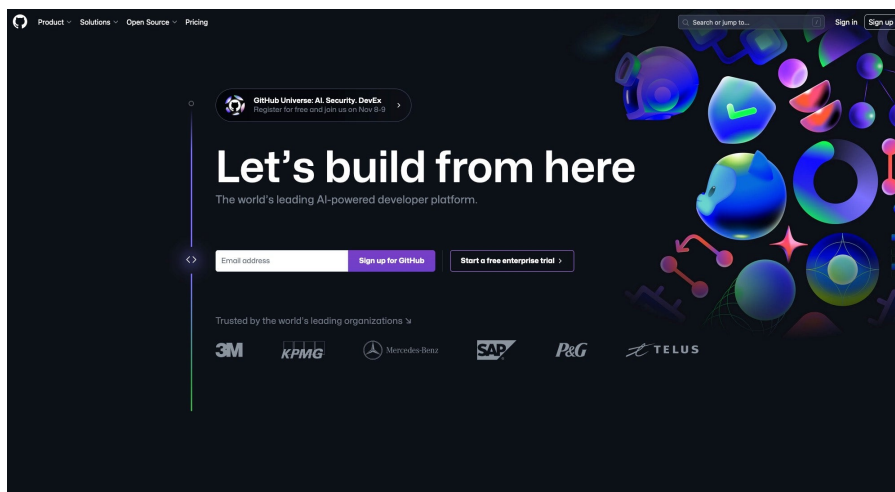 Product Solutions Open Source Pricing
Search or jump to... /
Sign in Sign up
GitHub Universe: AI. Security. DevEx
Register for free and join us on Nov 8-9
Let's build from here
The world's leading AI-powered developer platform.
Email address Sign up for GitHub Start a free enterprise trial
Trusted by the world's leading organizations
3M KPMG Mercedes-Benz SAP P&G TELUS